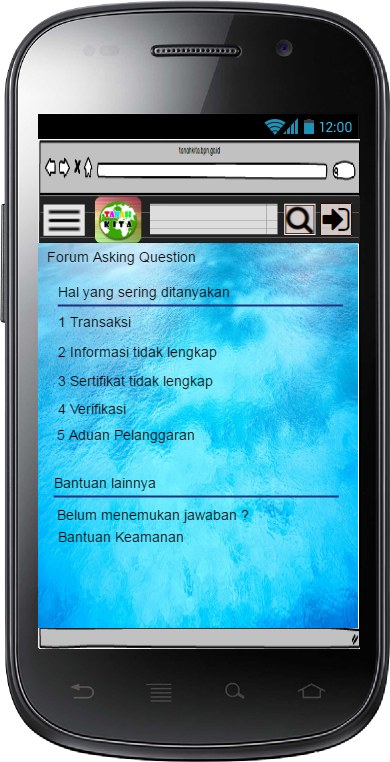 12:00
tanahkita.bpn.go.id
TANAH
KITA
Forum Asking Question
Hal yang sering ditanyakan
1 Transaksi
2 Informasi tidak lengkap
3 Sertifikat tidak lengkap
4 Verifikasi
5 Aduan Pelanggaran
Bantuan lainnya
Belum menemukan jawaban ?
Bantuan Keamanan